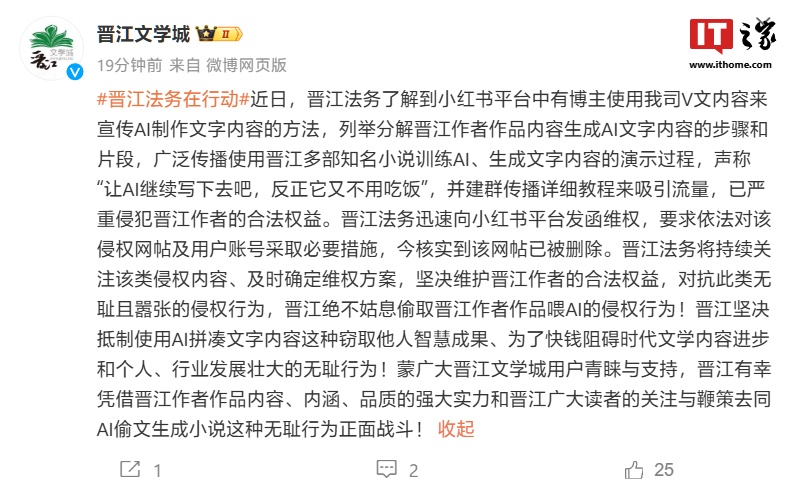 晋江文学城 II
IT之家
19分钟前 来自 微博网页版
www.ithome.com
#晋江法务在行动#近日，晋江法务了解到小红书平台中有博主使用我司V文内容来
宣传AI制作文字内容的方法，列举分解晋江作者作品内容生成AI文字内容的步骤和
片段，广泛传播使用晋江多部知名小说训练AI、生成文字内容的演示过程，声称
“让AI继续写下去吧，反正它又不用吃饭”，并建群传播详细教程来吸引流量，已严
重侵犯晋江作者的合法权益。晋江法务迅速向小红书平台发函维权，要求依法对该
侵权网帖及用户账号采取必要措施，今核实到该网帖已被删除。晋江法务将持续关
注该类侵权内容、及时确定维权方案，坚决维护晋江作者的合法权益，对抗此类无
耻且嚣张的侵权行为，晋江绝不姑息偷取晋江作者作品喂AI的侵权行为！晋江坚决
抵制使用AI拼凑文字内容这种窃取他人智慧成果、为了快钱阻碍时代文学内容进步
和个人、行业发展壮大的无耻行为！蒙广大晋江文学城用户青睐与支持，晋江有幸
凭借晋江作者作品内容、内涵、品质的强大实力和晋江广大读者的关注与鞭策去同
AI偷文生成小说这种无耻行为正面战斗！ 收起
1 2 25